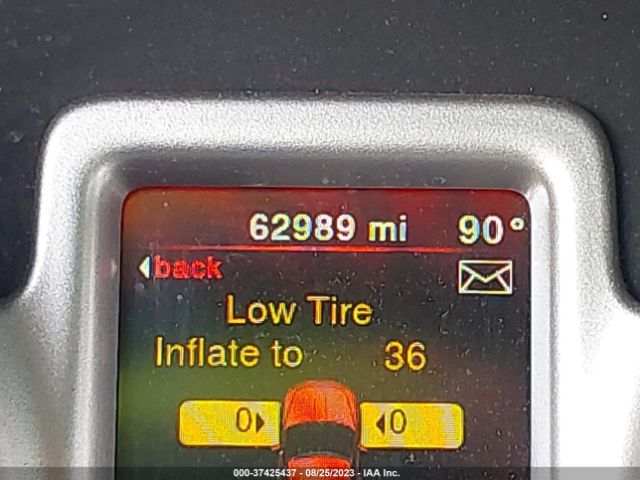 62989 mi 90°
back
Low Tire
Inflate to 36
0 0
000-37425437 - 08/25/2023 - IAA Inc.